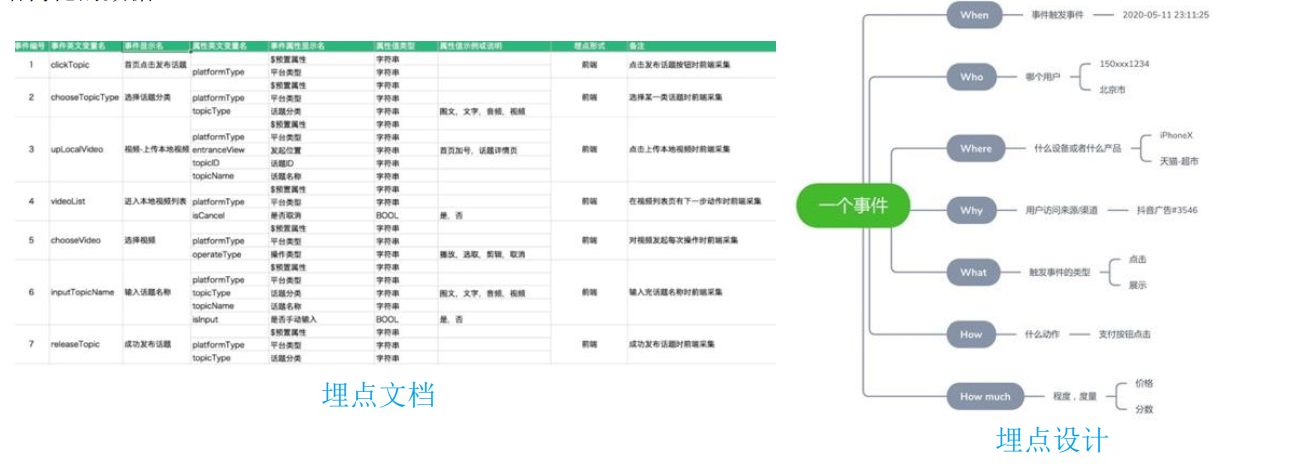 事件编号 事件英文变量名 事件显示名 属性英文变量名 事件属性显示名 属性值类型 属性值示例或说明 埋点形式 备注
1 clickTopic 首页点击发布话题 $预置属性 字符串 前端 点击发布话题按钮时前端采集
platformType 平台类型 字符串
2 chooseTopicType 选择话题分类 $预置属性 字符串 前端 选择某一类话题时前端采集
platformType 平台类型 字符串
topicType 话题分类 字符串 图文，文字，音频，视频
3 upLocalVideo 视频-上传本地视频 $预置属性 字符串 前端 点击上传本地视频时前端采集
platformType 平台类型 字符串
entranceView 发起位置 字符串 首页加号，话题详情页
topicID 话题ID 字符串
topicName 话题名称 字符串
4 videoList 进入本地视频列表 $预置属性 字符串 前端 在视频列表页有下一步动作时前端采集
platformType 平台类型 字符串
isCancel 是否取消 BOOL 是，否
5 chooseVideo 选择视频 $预置属性 字符串 前端 对视频发起每次操作时前端采集
platformType 平台类型 字符串
operateType 操作类型 字符串 播放，选取，剪辑，取消
6 inputTopicName 输入话题名称 $预置属性 字符串 前端 输入完话题名称时前端采集
platformType 平台类型 字符串
topicType 话题分类 字符串 图文，文字，音频，视频
topicName 话题名称 字符串
isInput 是否手动输入 BOOL 是，否
7 releaseTopic 成功发布话题 $预置属性 字符串 前端 成功发布话题时前端采集
platformType 平台类型 字符串
topicType 话题分类 字符串
埋点文档
一个事件
When 事件触发事件 2020-05-11 23:11:25
Who 哪个用户 150xxx1234
北京市
Where 什么设备或者什么产品 iPhoneX
天猫-超市
Why 用户访问来源/渠道 抖音广告#3546
What 触发事件的类型 点击
展示
How 什么动作 支付按钮点击
How much 程度，度量 价格
分数
埋点设计